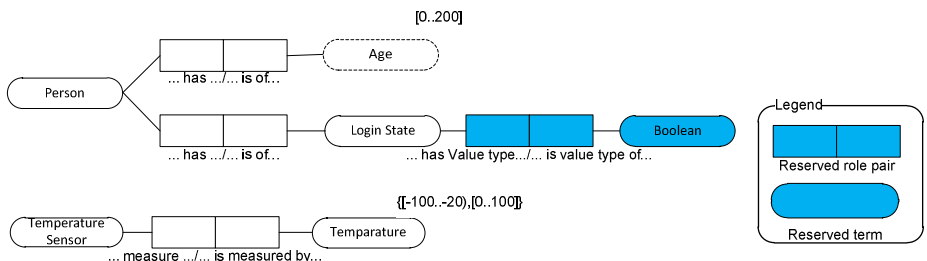 [0..200]
Age
... has .../... is of...
Person
Login State
Boolean
... has .../... is of...
... has Value type.../... is value type of...
{[-100..-20),[0..100]}
Temperature
Sensor
Temparature
... measure .../... is measured by...
Legend
Reserved role pair
Reserved term